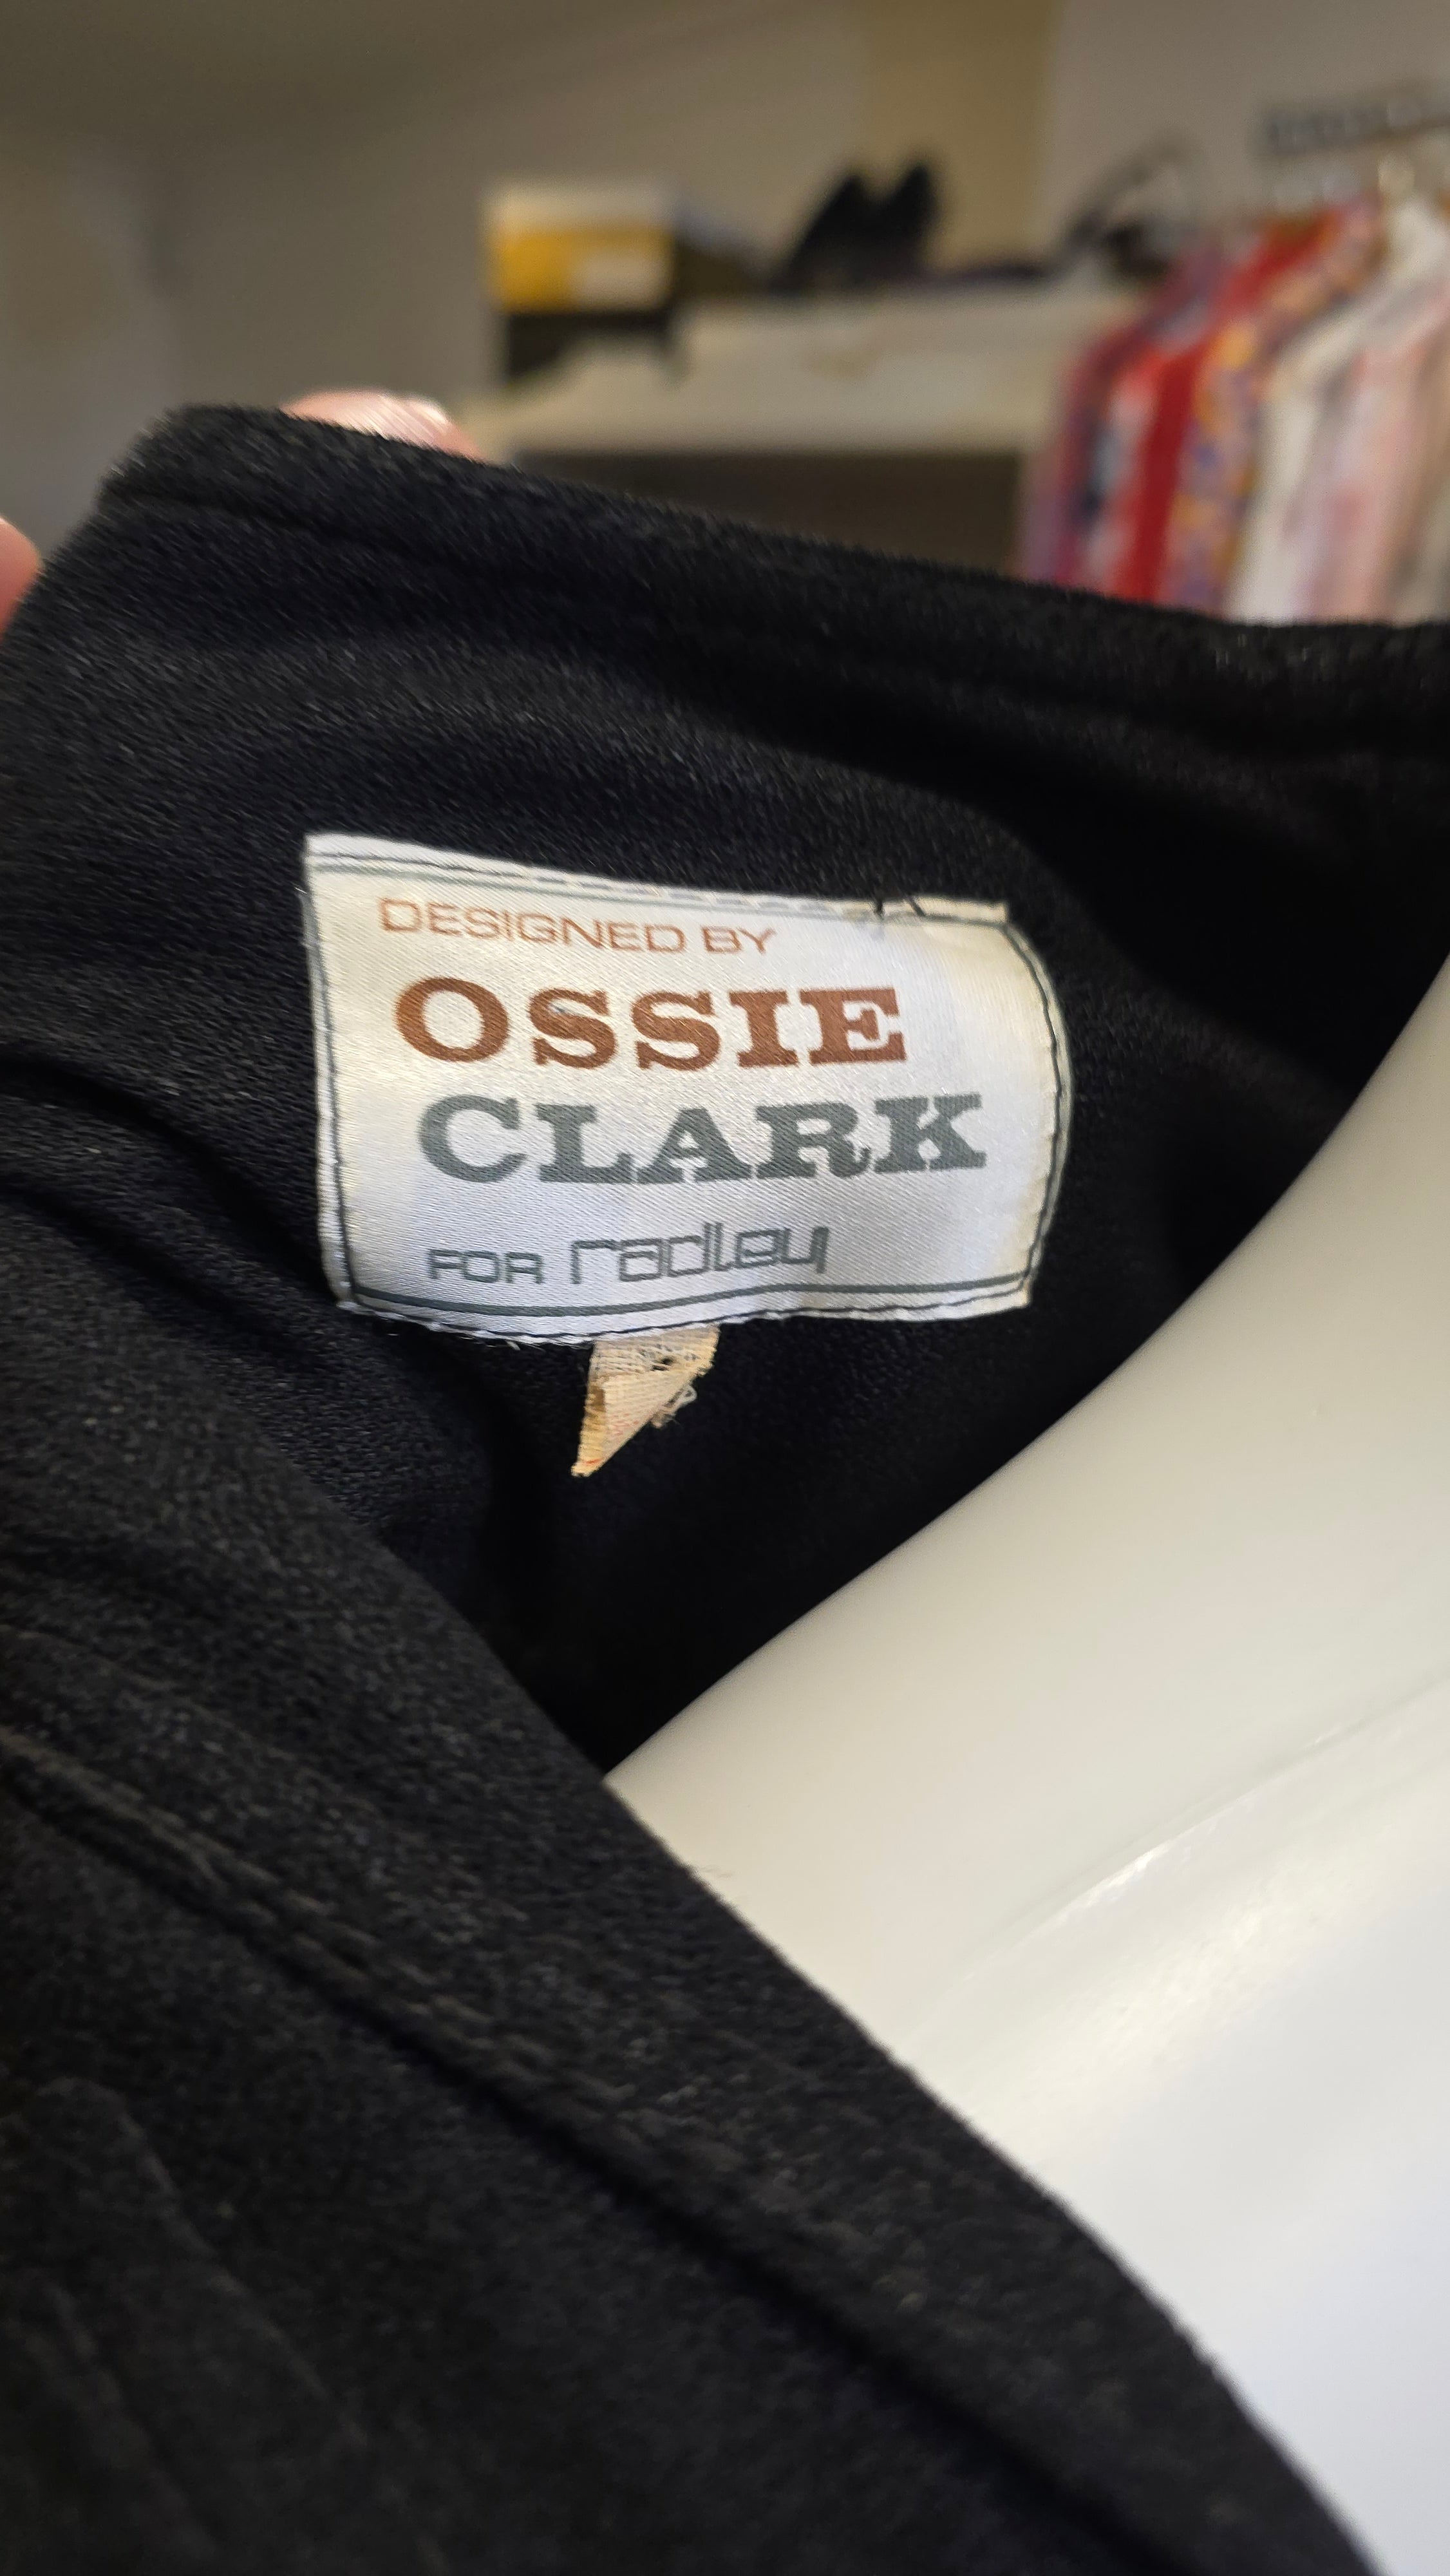 DESIGNED BY
OSSIE
CLARK
FOR radley